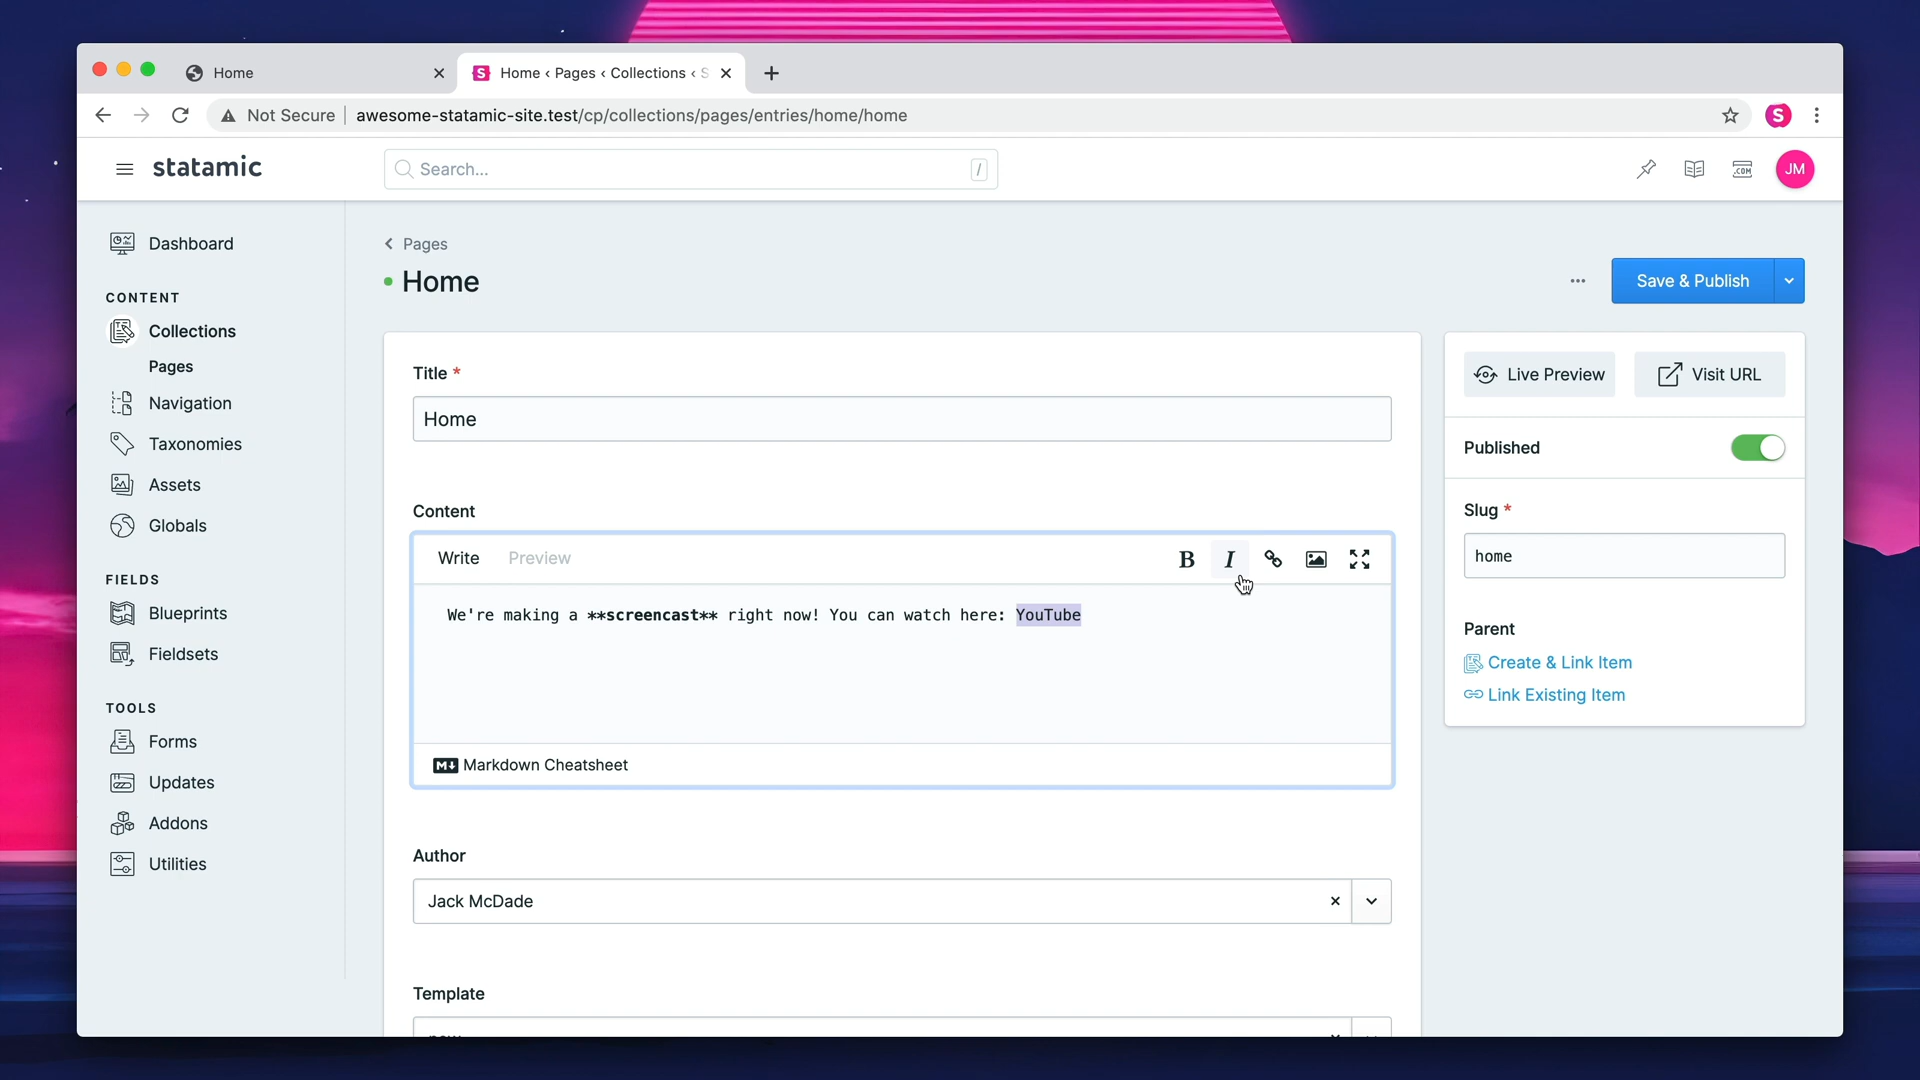 Home
Home ‹ Pages ‹ Collections ‹ S
Not Secure awesome-statamic-site.test/cp/collections/pages/entries/home/home
S
statamic
Search...
/
.COM
JM
Dashboard
CONTENT
Collections
Pages
Navigation
Taxonomies
Assets
Globals
FIELDS
Blueprints
Fieldsets
TOOLS
Forms
Updates
Addons
Utilities
Pages
Home
Save & Publish
Title *
Home
Content
Write Preview
B I
We're making a **screencast** right now! You can watch here: YouTube
M Markdown Cheatsheet
Author
Jack McDade
Template
Live Preview
Visit URL
Published
Slug *
home
Parent
Create & Link Item
Link Existing Item